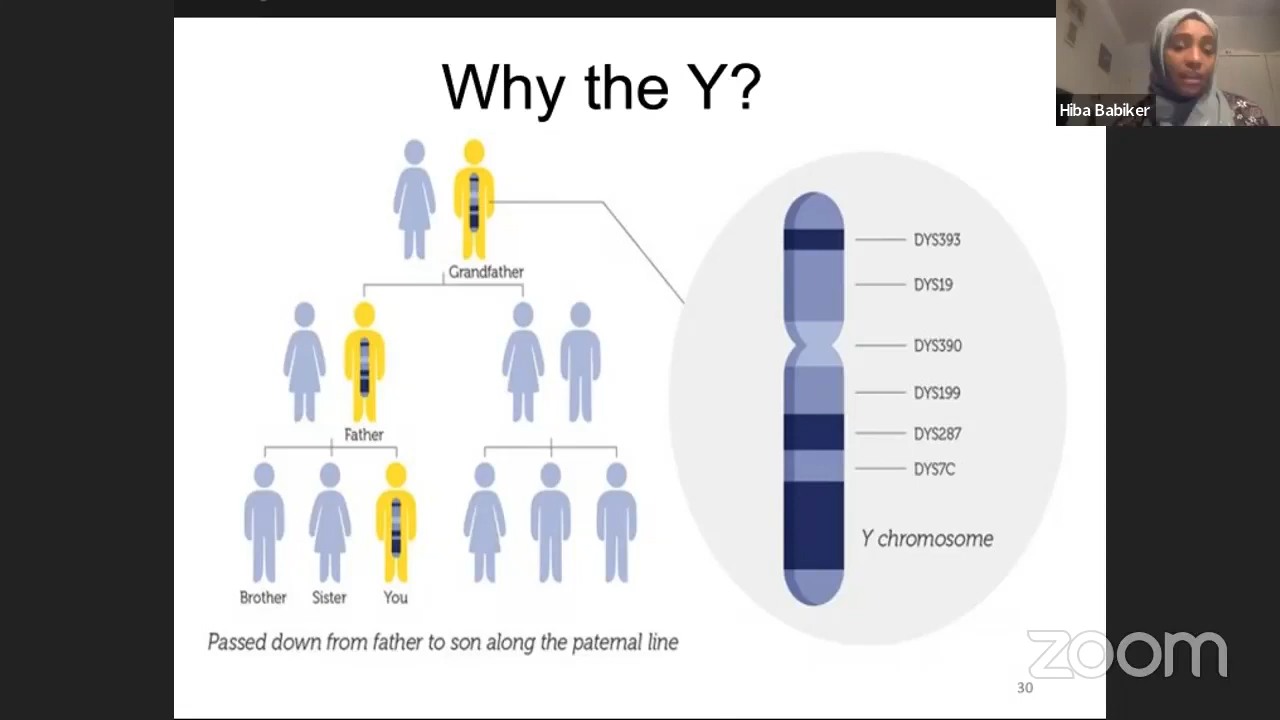 Why the Y?
Hiba Babiker
Grandfather
Father
Brother
Sister
You
Passed down from father to son along the paternal line
DYS393
DYS19
DYS390
DYS199
DYS287
DYS7C
Y chromosome
zoom
30